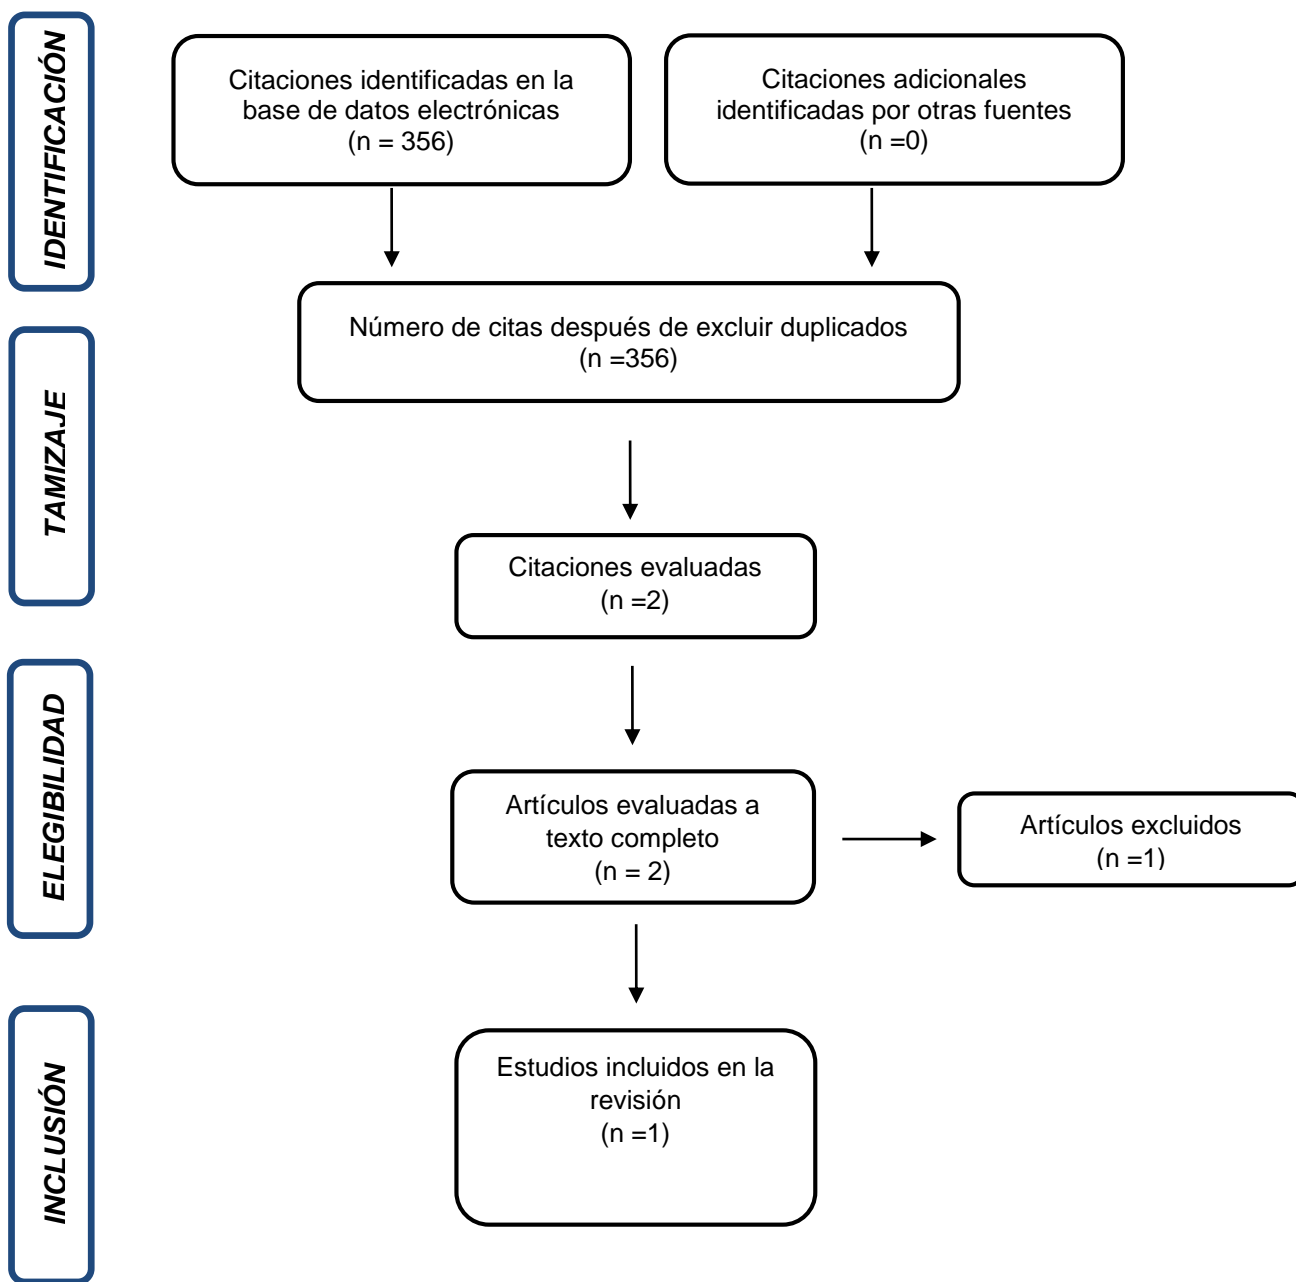 IDENTIFICACIÓN
Citaciones identificadas en la
base de datos electrónicas
(n = 356)
Citaciones adicionales
identificadas por otras fuentes
(n =0)
Número de citas después de excluir duplicados
(n =356)
TAMIZAJE
Citaciones evaluadas
(n =2)
ELEGIBILIDAD
Artículos evaluadas a
texto completo
(n = 2)
Artículos excluidos
(n =1)
INCLUSIÓN
Estudios incluidos en la
revisión
(n =1)